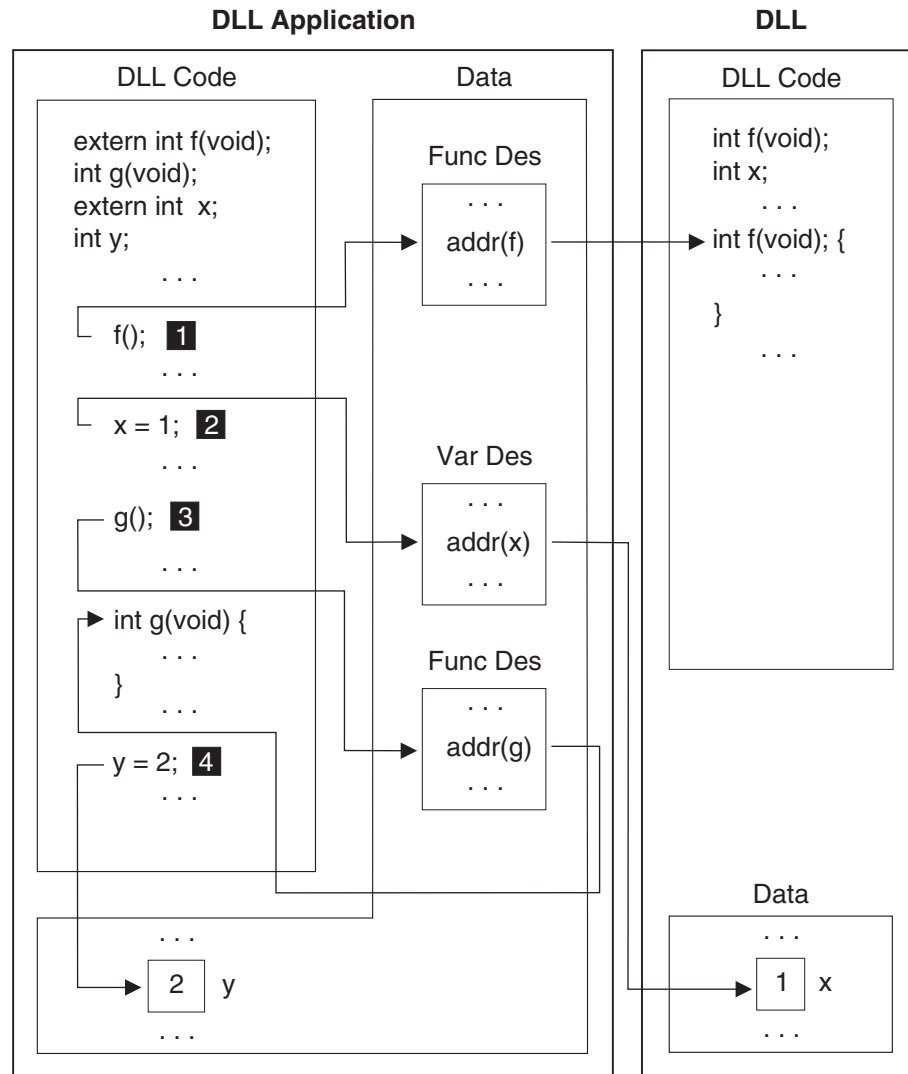 DLL Application
DLL Code
extern int f(void);
int g(void);
extern int x;
int y;
. . .
f(); 1
. . .
x = 1; 2
. . .
g(); 3
. . .
int g(void) {
. . .
}
. . .
y = 2; 4
. . .
Data
Func Des
. . .
addr(f)
. . .
Var Des
. . .
addr(x)
. . .
Func Des
. . .
addr(g)
. . .
. . .
2 y
. . .
DLL
DLL Code
int f(void);
int x;
. . .
int f(void); {
. . .
}
. . .
Data
. . .
1 x
. . .